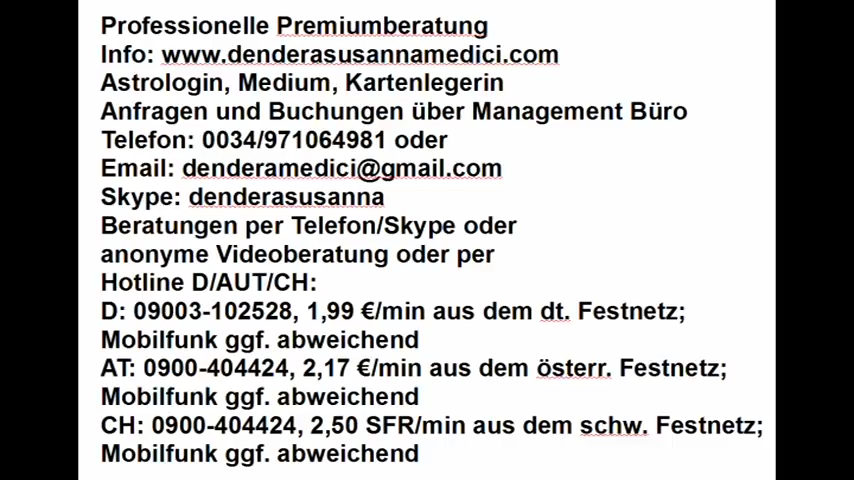 Professionelle Premiumberatung
Info: www.denderasusannamedici.com
Astrologin, Medium, Kartenlegerin
Anfragen und Buchungen über Management Büro
Telefon: 0034/971064981 oder
Email: denderamedici@gmail.com
Skype: denderasusanna
Beratungen per Telefon/Skype oder
anonyme Videoberatung oder per
Hotline D/AUT/CH:
D: 09003-102528, 1,99 €/min aus dem dt. Festnetz;
Mobilfunk ggf. abweichend
AT: 0900-404424, 2,17 €/min aus dem österr. Festnetz;
Mobilfunk ggf. abweichend
CH: 0900-404424, 2,50 SFR/min aus dem schw. Festnetz;
Mobilfunk ggf. abweichend